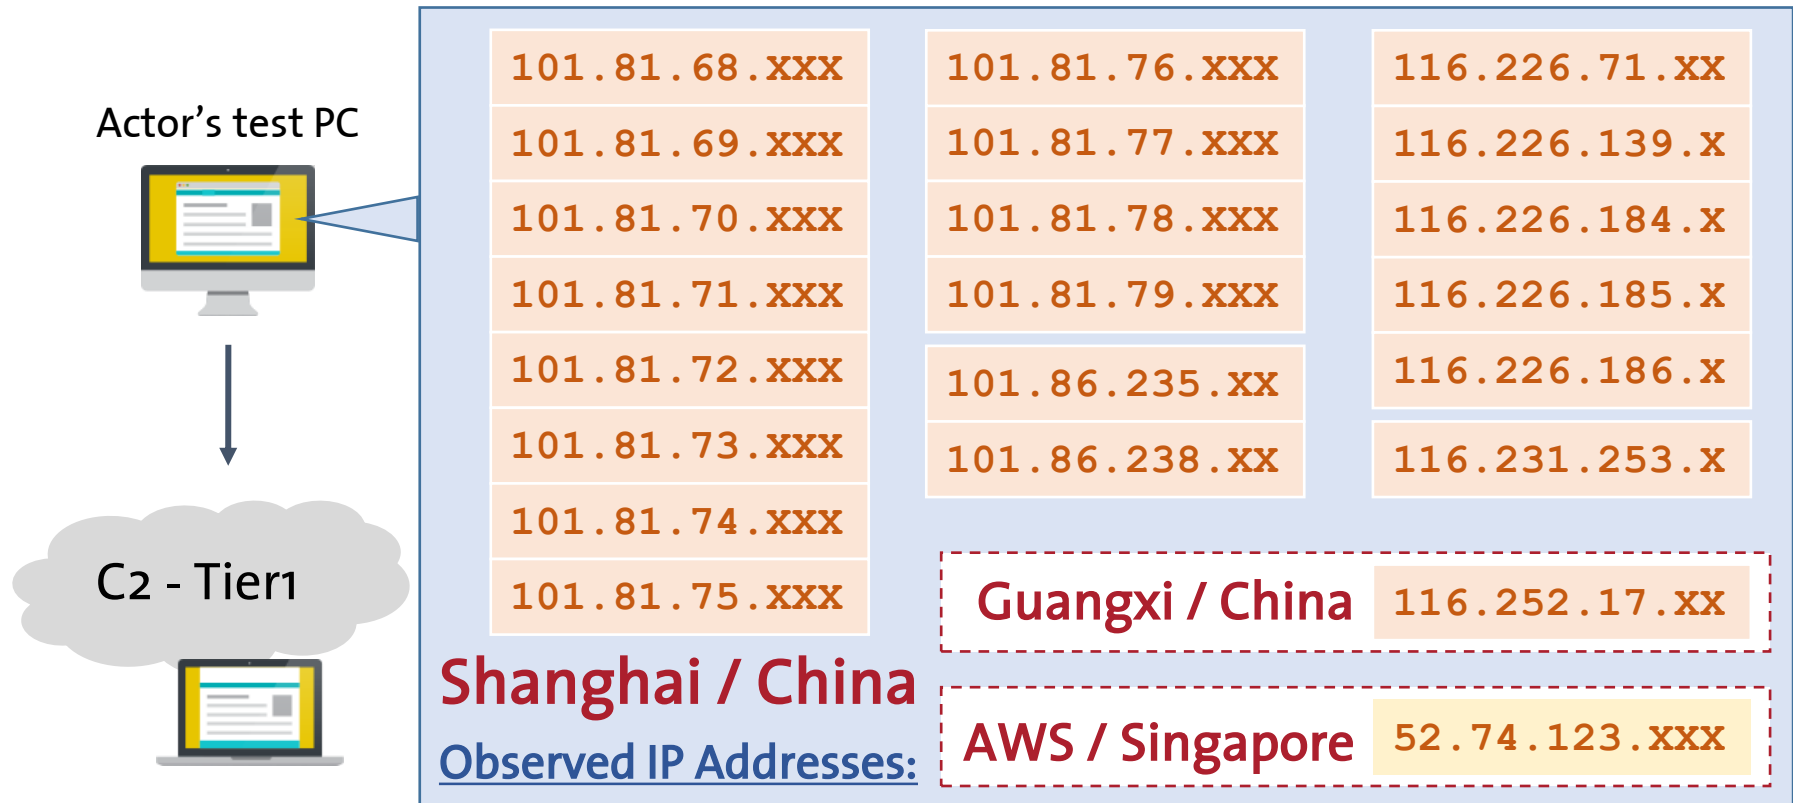 Actor's test PC
C2 - Tier1
101.81.68.XXX
101.81.69.XXX
101.81.70.XXX
101.81.71.XXX
101.81.72.XXX
101.81.73.XXX
101.81.74.XXX
101.81.75.XXX
101.81.76.XXX
101.81.77.XXX
101.81.78.XXX
101.81.79.XXX
101.86.235.XX
101.86.238.XX
116.226.71.XX
116.226.139.X
116.226.184.X
116.226.185.X
116.226.186.X
116.231.253.X
Shanghai / China
Observed IP Addresses:
Guangxi / China 116.252.17.XX
AWS / Singapore 52.74.123.XXX